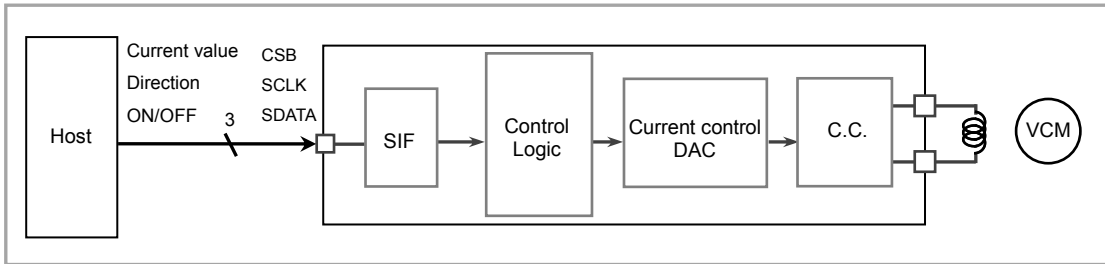 Host
Current value
Direction
ON/OFF
3
CSB
SCLK
SDATA
SIF
Control
Logic
Current control
DAC
C.C.
VCM